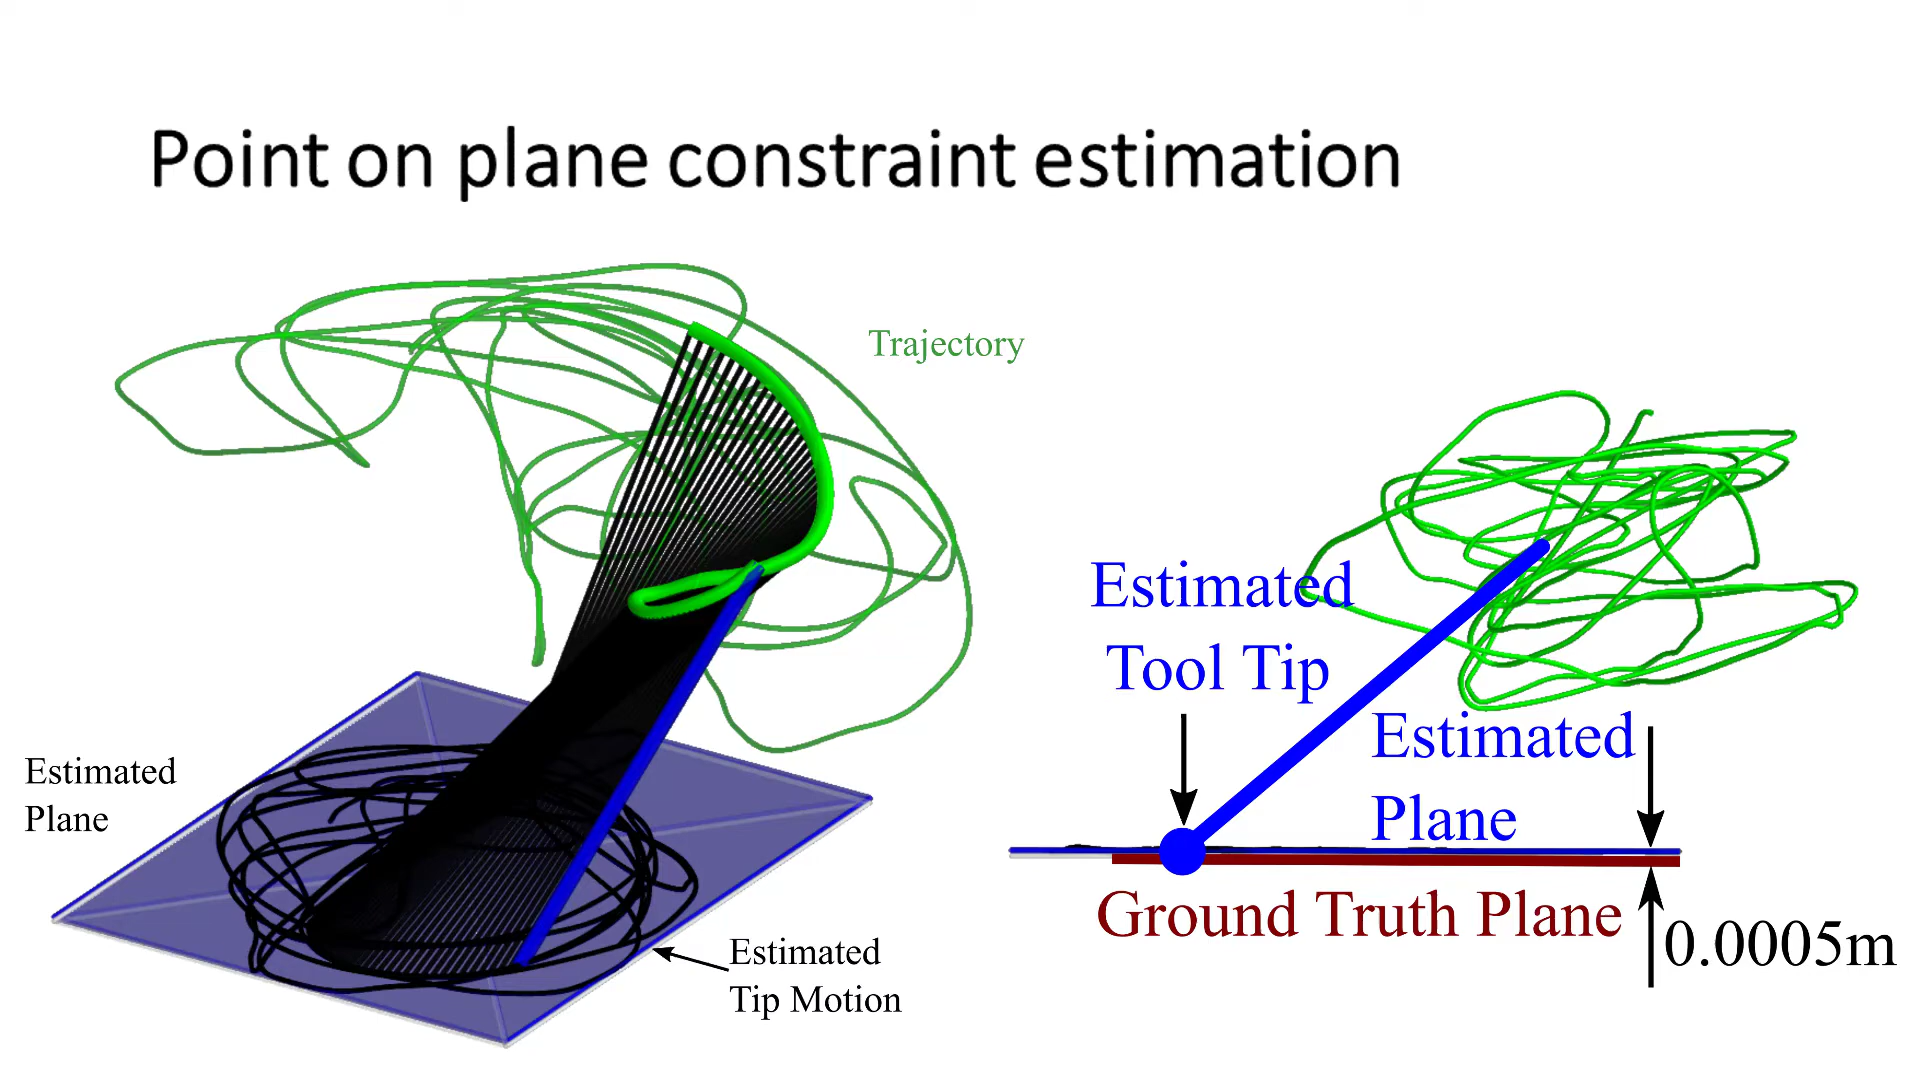 Point on plane constraint estimation
Trajectory
Estimated
Plane
Estimated
Tip Motion
Estimated
Tool Tip
Estimated
Plane
Ground Truth Plane
0.0005m